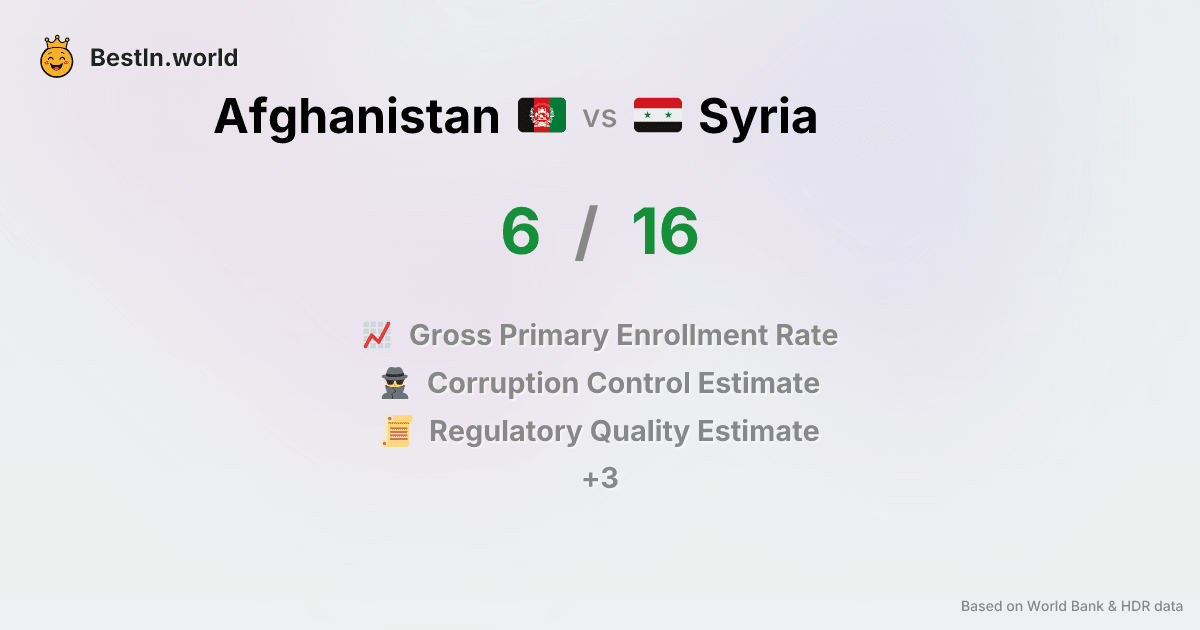 BestIn.world
Afghanistan vs Syria
6 / 16
Gross Primary Enrollment Rate
Corruption Control Estimate
Regulatory Quality Estimate
+3
Based on World Bank & HDR data